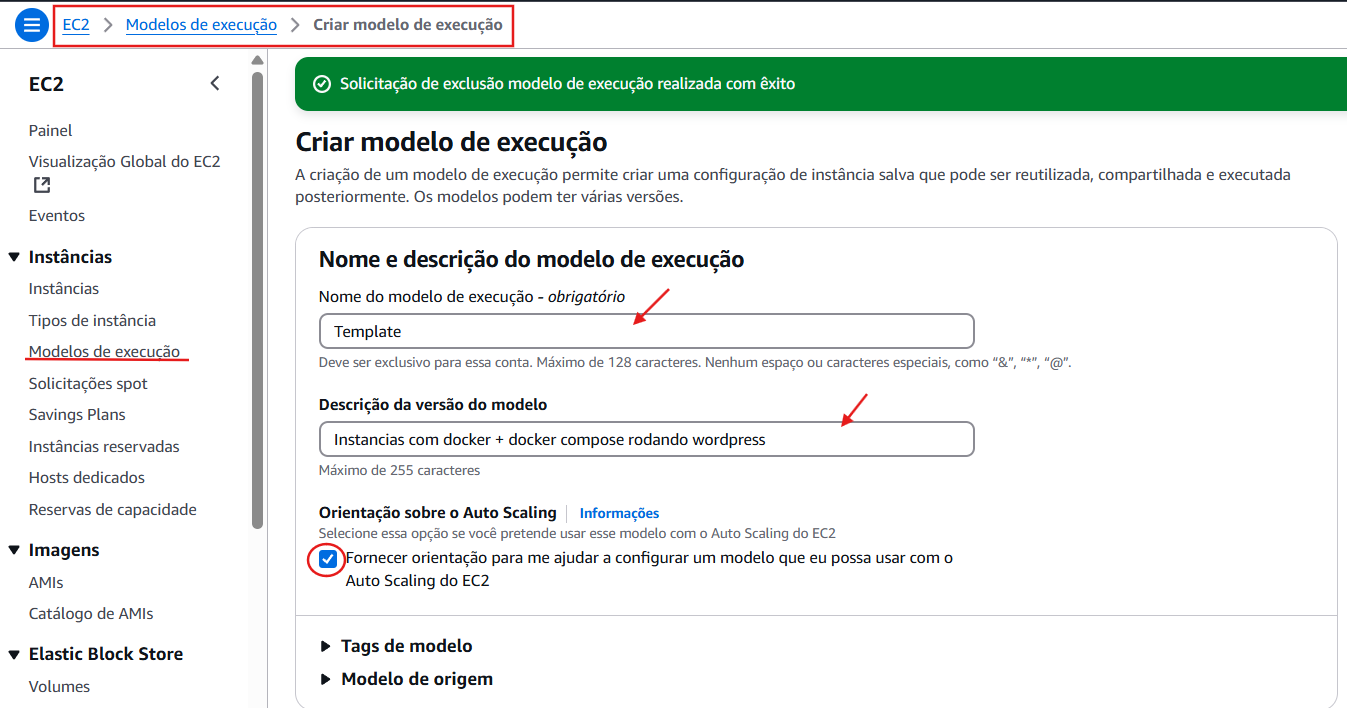 EC2 > Modelos de execução > Criar modelo de execução
EC2
Painel
Visualização Global do EC2
Eventos
Instâncias
Instâncias
Tipos de instância
Modelos de execução
Solicitações spot
Savings Plans
Instâncias reservadas
Hosts dedicados
Reservas de capacidade
Imagens
AMIs
Catálogo de AMIs
Elastic Block Store
Volumes
Solicitação de exclusão modelo de execução realizada com êxito
Criar modelo de execução
A criação de um modelo de execução permite criar uma configuração de instância salva que pode ser reutilizada, compartilhada e executada
posteriormente. Os modelos podem ter várias versões.
Nome e descrição do modelo de execução
Nome do modelo de execução - obrigatório
Template
Deve ser exclusivo para essa conta. Máximo de 128 caracteres. Nenhum espaço ou caracteres especiais, como “&”, “*”, “@”.
Descrição da versão do modelo
Instancias com docker + docker compose rodando wordpress
Máximo de 255 caracteres
Orientação sobre o Auto Scaling | Informações
Selecione essa opção se você pretende usar esse modelo com o Auto Scaling do EC2
Fornecer orientação para me ajudar a configurar um modelo que eu possa usar com o
Auto Scaling do EC2
Tags de modelo
Modelo de origem